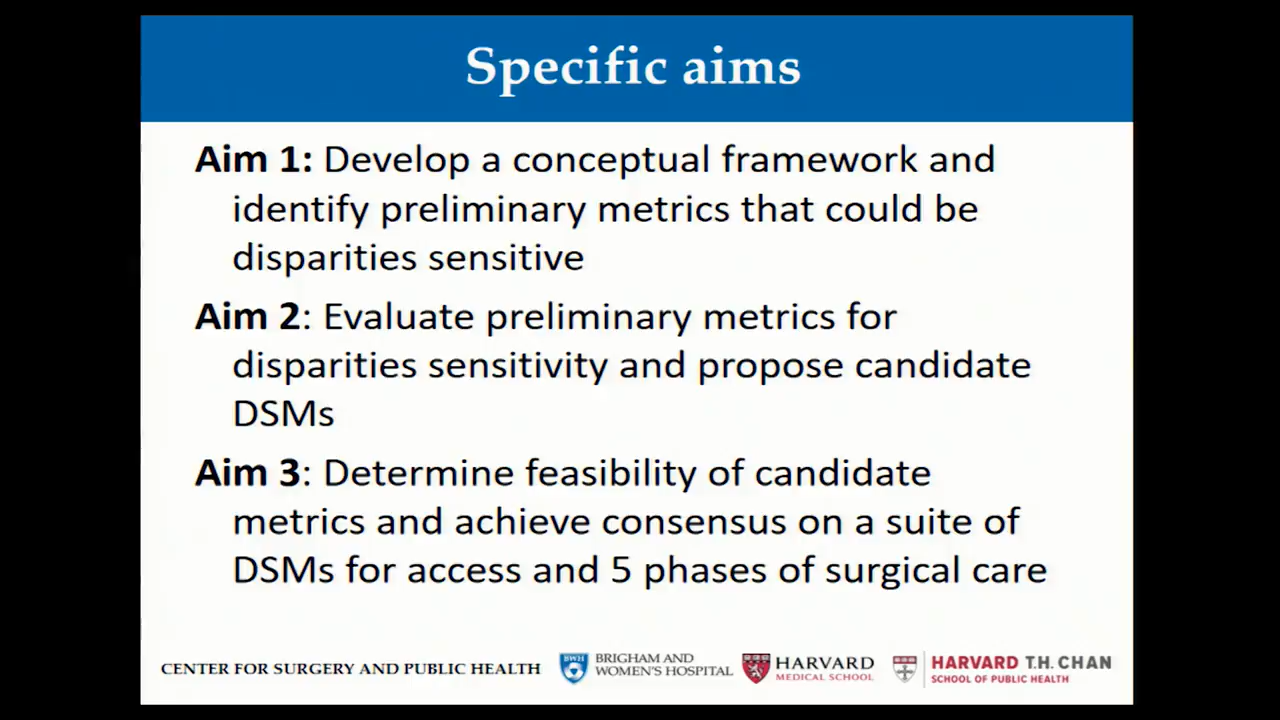 Specific aims
Aim 1: Develop a conceptual framework and
identify preliminary metrics that could be
disparities sensitive
Aim 2: Evaluate preliminary metrics for
disparities sensitivity and propose candidate
DSMs
Aim 3: Determine feasibility of candidate
metrics and achieve consensus on a suite of
DSMs for access and 5 phases of surgical care
CENTER FOR SURGERY AND PUBLIC HEALTH
BWH
BRIGHAM AND
WOMEN'S HOSPITAL
HARVARD
MEDICAL SCHOOL
HARVARD T.H. CHAN
SCHOOL OF PUBLIC HEALTH